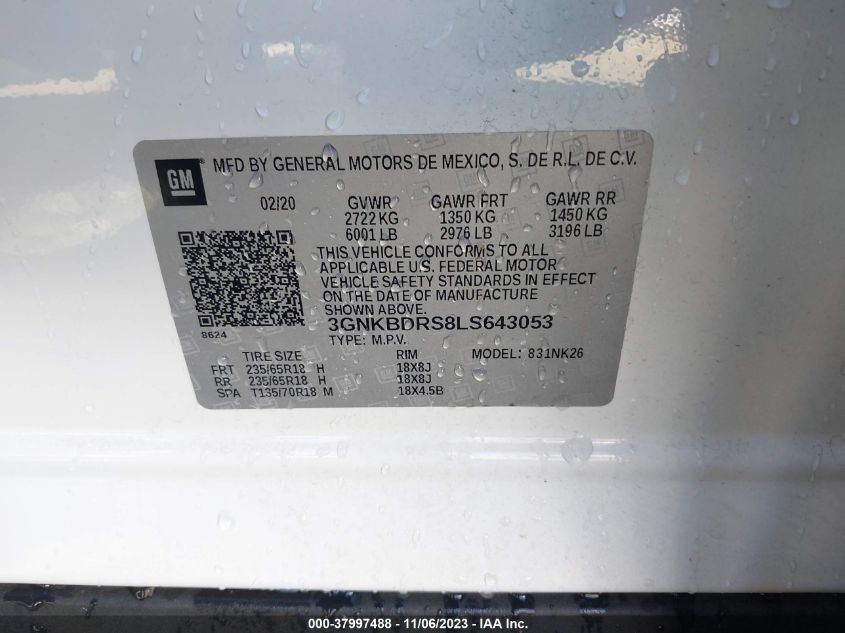 GM
MFD BY GENERAL MOTORS DE MEXICO, S. DE R.L. DE C.V.
02/20 GVWR GAWR FRT GAWR RR
2722 KG 1350 KG 1450 KG
6001 LB 2976 LB 3196 LB
THIS VEHICLE CONFORMS TO ALL
APPLICABLE U.S. FEDERAL MOTOR
VEHICLE SAFETY STANDARDS IN EFFECT
ON THE DATE OF MANUFACTURE
SHOWN ABOVE.
3GNKBDRS8LS643053
8624
TYPE: M.P.V.
TIRE SIZE RIM MODEL: 831NK26
FRT 235/65R18 H 18X8J
RR 235/65R18 H 18X8J
SPA T135/70R18 M 18X4.5B
000-37997488 — 11/06/2023 — © IAA Inc.